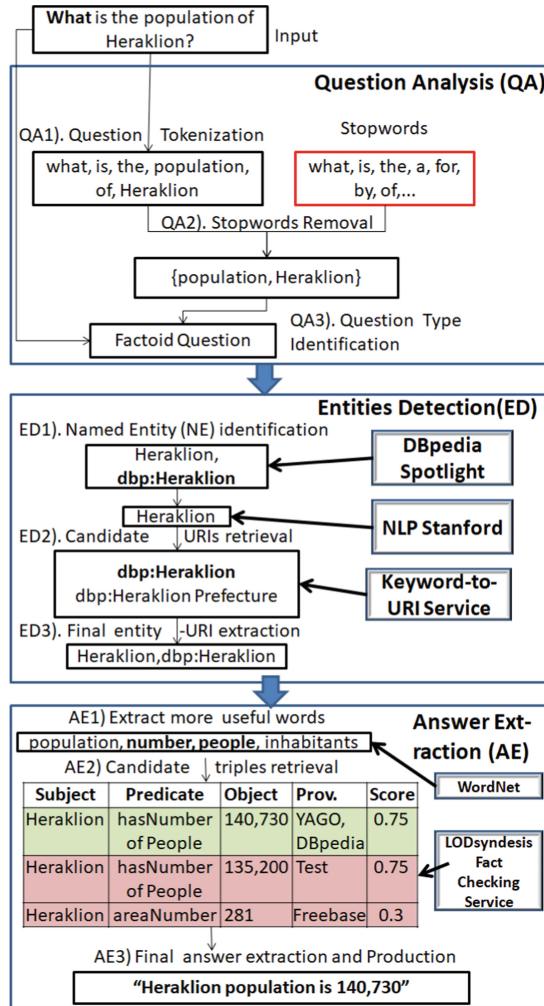 What is the population of
Heraklion?
Input
Question Analysis (QA)
QA1). Question Tokenization
Stopwords
what, is, the, population,
of, Heraklion
what, is, the, a, for,
by, of,...
QA2). Stopwords Removal
{population, Heraklion}
QA3). Question Type
Identification
Factoid Question
Entities Detection(ED)
ED1). Named Entity (NE) identification
Heraklion,
dbp:Heraklion
DBpedia
Spotlight
Heraklion
NLP Stanford
ED2). Candidate URIs retrieval
dbp:Heraklion
dbp:Heraklion Prefecture
Keyword-to-
URI Service
ED3). Final entity -URI extraction
Heraklion,dbp:Heraklion
Answer Ext-
raction (AE)
AE1) Extract more useful words
population, number, people, inhabitants
WordNet
AE2) Candidate triples retrieval
Subject Predicate Object Prov. Score
Heraklion hasNumber 140,730 YAGO, 0.75
of People DBpedia
Heraklion hasNumber 135,200 Test 0.75
of People
Heraklion areaNumber 281 Freebase 0.3
LODsyndesis
Fact
Checking
Service
AE3) Final answer extraction and Production
“Heraklion population is 140,730”